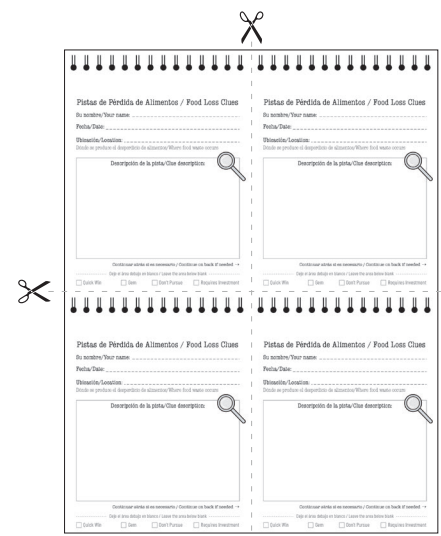 Pistas de Pérdida de Alimentos / Food Loss Clues
Su nombre/Your name:
Fecha/Date:
Ubicación/Location:
Dónde se produce el desperdicio de alimentos/Where food waste occurs
Descripción de la pista/Clue description:
Continuar atrás si es necesario / Continue on back if needed →
Deje el área debajo en blanco / Leave the area below blank
Quick Win Gem Don't Pursue Requires Investment
Pistas de Pérdida de Alimentos / Food Loss Clues
Su nombre/Your name:
Fecha/Date:
Ubicación/Location:
Dónde se produce el desperdicio de alimentos/Where food waste occurs
Descripción de la pista/Clue description:
Continuar atrás si es necesario / Continue on back if needed →
Deje el área debajo en blanco / Leave the area below blank
Quick Win Gem Don't Pursue Requires Investment
Pistas de Pérdida de Alimentos / Food Loss Clues
Su nombre/Your name:
Fecha/Date:
Ubicación/Location:
Dónde se produce el desperdicio de alimentos/Where food waste occurs
Descripción de la pista/Clue description:
Continuar atrás si es necesario / Continue on back if needed →
Deje el área debajo en blanco / Leave the area below blank
Quick Win Gem Don't Pursue Requires Investment
Pistas de Pérdida de Alimentos / Food Loss Clues
Su nombre/Your name:
Fecha/Date:
Ubicación/Location:
Dónde se produce el desperdicio de alimentos/Where food waste occurs
Descripción de la pista/Clue description:
Continuar atrás si es necesario / Continue on back if needed →
Deje el área debajo en blanco / Leave the area below blank
Quick Win Gem Don't Pursue Requires Investment